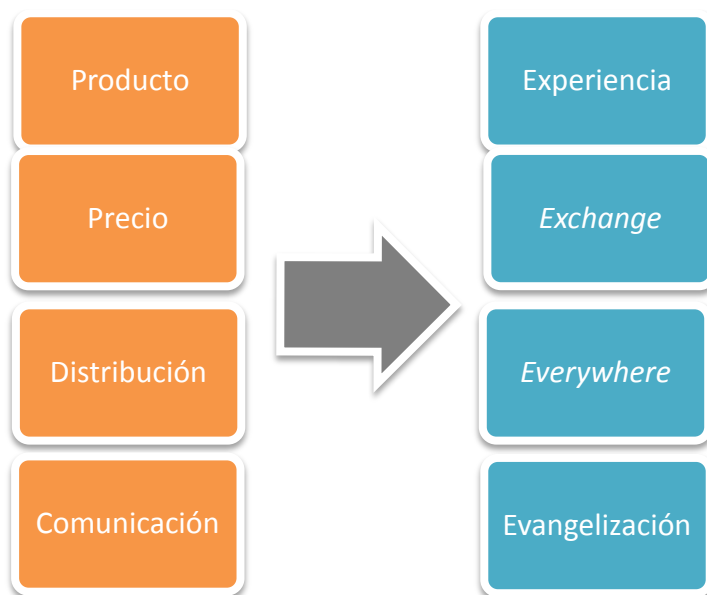 Producto
Experiencia
Precio
Exchange
Distribución
Everywhere
Comunicación
Evangelización